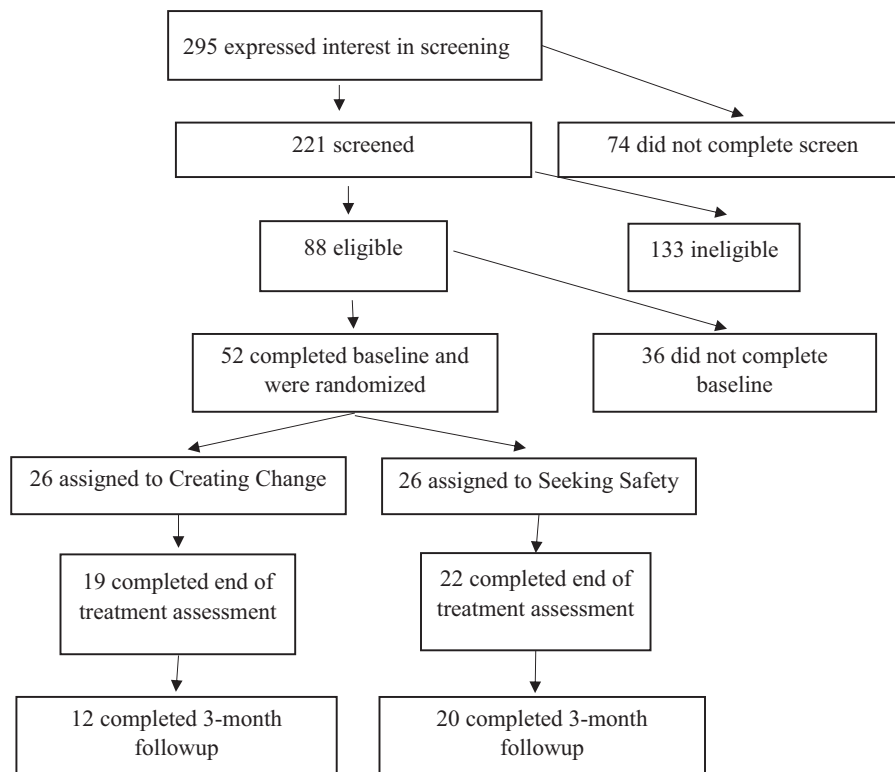 295 expressed interest in screening
221 screened
74 did not complete screen
88 eligible
133 ineligible
52 completed baseline and
were randomized
36 did not complete
baseline
26 assigned to Creating Change
26 assigned to Seeking Safety
19 completed end of
treatment assessment
22 completed end of
treatment assessment
12 completed 3-month
followup
20 completed 3-month
followup